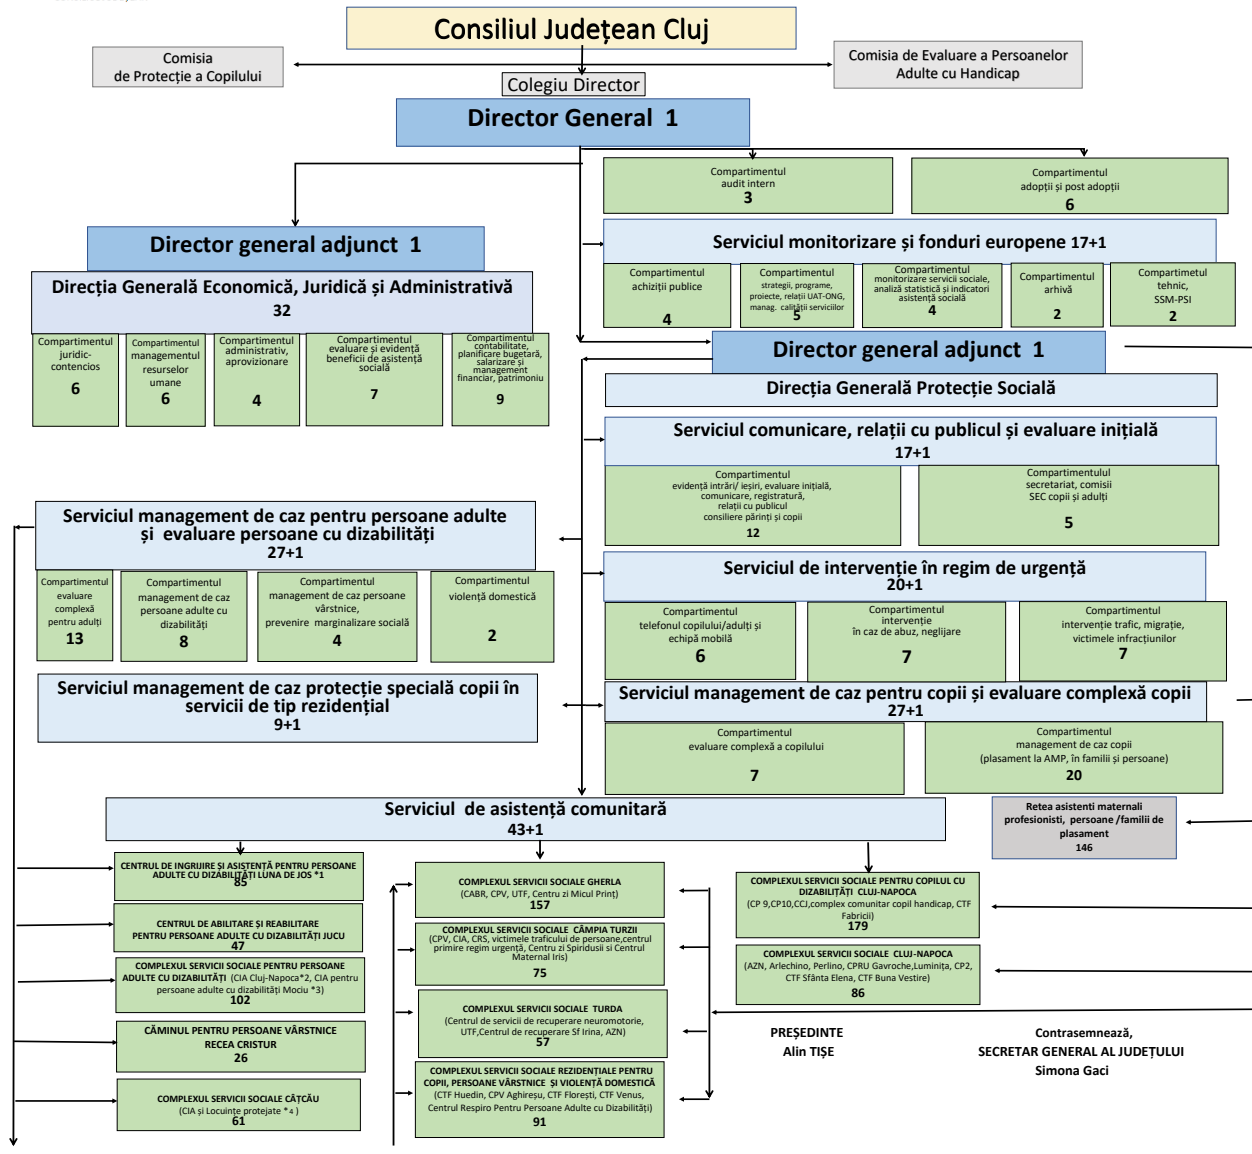 Consiliul Județean Cluj
Comisia
de Protecție a Copilului
Comisia de Evaluare a Persoanelor
Adulte cu Handicap
Colegiu Director
Director General 1
Compartimentul
audit intern
3
Compartimentul
adopții și post adopții
6
Director general adjunct 1
Direcția Generală Economică, Juridică și Administrativă
32
Compartimentul
juridic-
contencios
6
Compartimentul
managementul
resurselor
umane
6
Compartimentul
administrativ,
aprovizionare
4
Compartimentul
evaluare și evidență
beneficii de asistență
socială
7
Compartimentul
contabilitate,
planificare bugetară,
salarizare și
management
financiar, patrimoniu
9
Serviciul monitorizare și fonduri europene 17+1
Compartimentul
achiziții publice
4
Compartimentul
strategii, programe,
proiecte, relații UAT-ONG,
manag. calității serviciilor
5
Compartimentul
monitorizare servicii sociale,
analiză statistică și indicatori
asistență socială
4
Compartimentul
arhivă
2
Compartimetul
tehnic,
SSM-PSI
2
Director general adjunct 1
Direcția Generală Protecție Socială
Serviciul comunicare, relații cu publicul și evaluare inițială
17+1
Compartimentul
evidență intrări/ ieșiri, evaluare inițială,
comunicare, registratură,
relații cu publicul
consiliere părinți și copii
12
Compartimentulul
secretariat, comisii
SEC copii și adulți
5
Serviciul management de caz pentru persoane adulte
și evaluare persoane cu dizabilități
27+1
Compartimentul
evaluare
complexă
pentru adulți
13
Compartimentul
management de caz
persoane adulte cu
dizabilități
8
Compartimentul
management de caz persoane
vârstnice,
prevenire marginalizare socială
4
Compartimentul
violență domestică
2
Serviciul de intervenție în regim de urgență
20+1
Compartimentul
telefonul copilului/adulți și
echipă mobilă
6
Compartimentul
intervenție
în caz de abuz, neglijare
7
Compartimentul
intervenție trafic, migrație,
victimele infracțiunilor
7
Serviciul management de caz protecție specială copii în
servicii de tip rezidențial
9+1
Serviciul management de caz pentru copii și evaluare complexă copii
27+1
Compartimentul
evaluare complexă a copilului
7
Compartimentul
management de caz copii
(plasament la AMP, în familii și persoane)
20
Serviciul de asistență comunitară
43+1
Retea asistenti maternali
profesionisti, persoane /familii de
plasament
146
CENTRUL DE INGRIJIRE ȘI ASISTENȚĂ PENTRU PERSOANE
ADULTE CU DIZABILITĂȚI LUNA DE JOS *1
85
CENTRUL DE ABILITARE ȘI REABILITARE
PENTRU PERSOANE ADULTE CU DIZABILITĂȚI JUCU
47
COMPLEXUL SERVICII SOCIALE PENTRU PERSOANE
ADULTE CU DIZABILITĂȚI (CIA Cluj-Napoca*2, CIA pentru
persoane adulte cu dizabilități Mociu *3)
102
CĂMINUL PENTRU PERSOANE VÂRSTNICE
RECEA CRISTUR
26
COMPLEXUL SERVICII SOCIALE CÂȚCĂU
(CIA și Locuințe protejate *4 )
61
COMPLEXUL SERVICII SOCIALE GHERLA
(CABR, CPV, UTF, Centru zi Micul Prinț)
157
COMPLEXUL SERVICII SOCIALE CÂMPIA TURZII
(CPV, CIA, CRS, victimele traficului de persoane,centrul
primire regim urgență, Centru zi Spiridusii si Centrul
Maternal Iris)
75
COMPLEXUL SERVICII SOCIALE TURDA
(Centrul de servicii de recuperare neuromotorie,
UTF,Centrul de recuperare Sf Irina, AZN)
57
COMPLEXUL SERVICII SOCIALE REZIDENȚIALE PENTRU
COPII, PERSOANE VÂRSTNICE ȘI VIOLENȚĂ DOMESTICĂ
(CTF Huedin, CPV Aghireșu, CTF Florești, CTF Venus,
Centrul Respiro Pentru Persoane Adulte cu Dizabilități)
91
COMPLEXUL SERVICII SOCIALE PENTRU COPILUL CU
DIZABILITĂȚI CLUJ-NAPOCA
(CP 9,CP10,CCJ,complex comunitar copil handicap, CTF
Fabricii)
179
COMPLEXUL SERVICII SOCIALE CLUJ-NAPOCA
(AZN, Arlechino, Perlino, CPRU Gavroche,Luminița, CP2,
CTF Sfânta Elena, CTF Buna Vestire)
86
PREȘEDINTE
Alin TIȘE
Contrasemnează,
SECRETAR GENERAL AL JUDEȚULUI
Simona Gaci